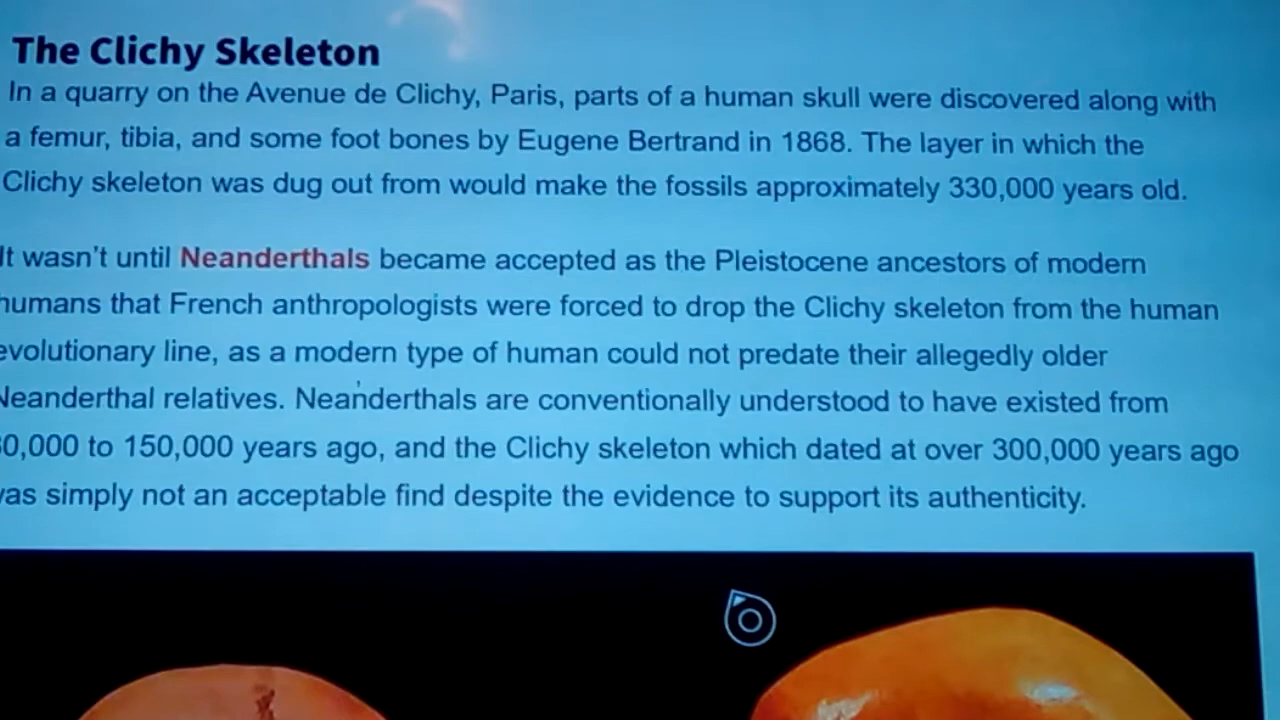 The Clichy Skeleton
In a quarry on the Avenue de Clichy, Paris, parts of a human skull were discovered along with
a femur, tibia, and some foot bones by Eugene Bertrand in 1868. The layer in which the
Clichy skeleton was dug out from would make the fossils approximately 330,000 years old.
It wasn't until Neanderthals became accepted as the Pleistocene ancestors of modern
humans that French anthropologists were forced to drop the Clichy skeleton from the human
evolutionary line, as a modern type of human could not predate their allegedly older
Neanderthal relatives. Neanderthals are conventionally understood to have existed from
0,000 to 150,000 years ago, and the Clichy skeleton which dated at over 300,000 years ago
was simply not an acceptable find despite the evidence to support its authenticity.